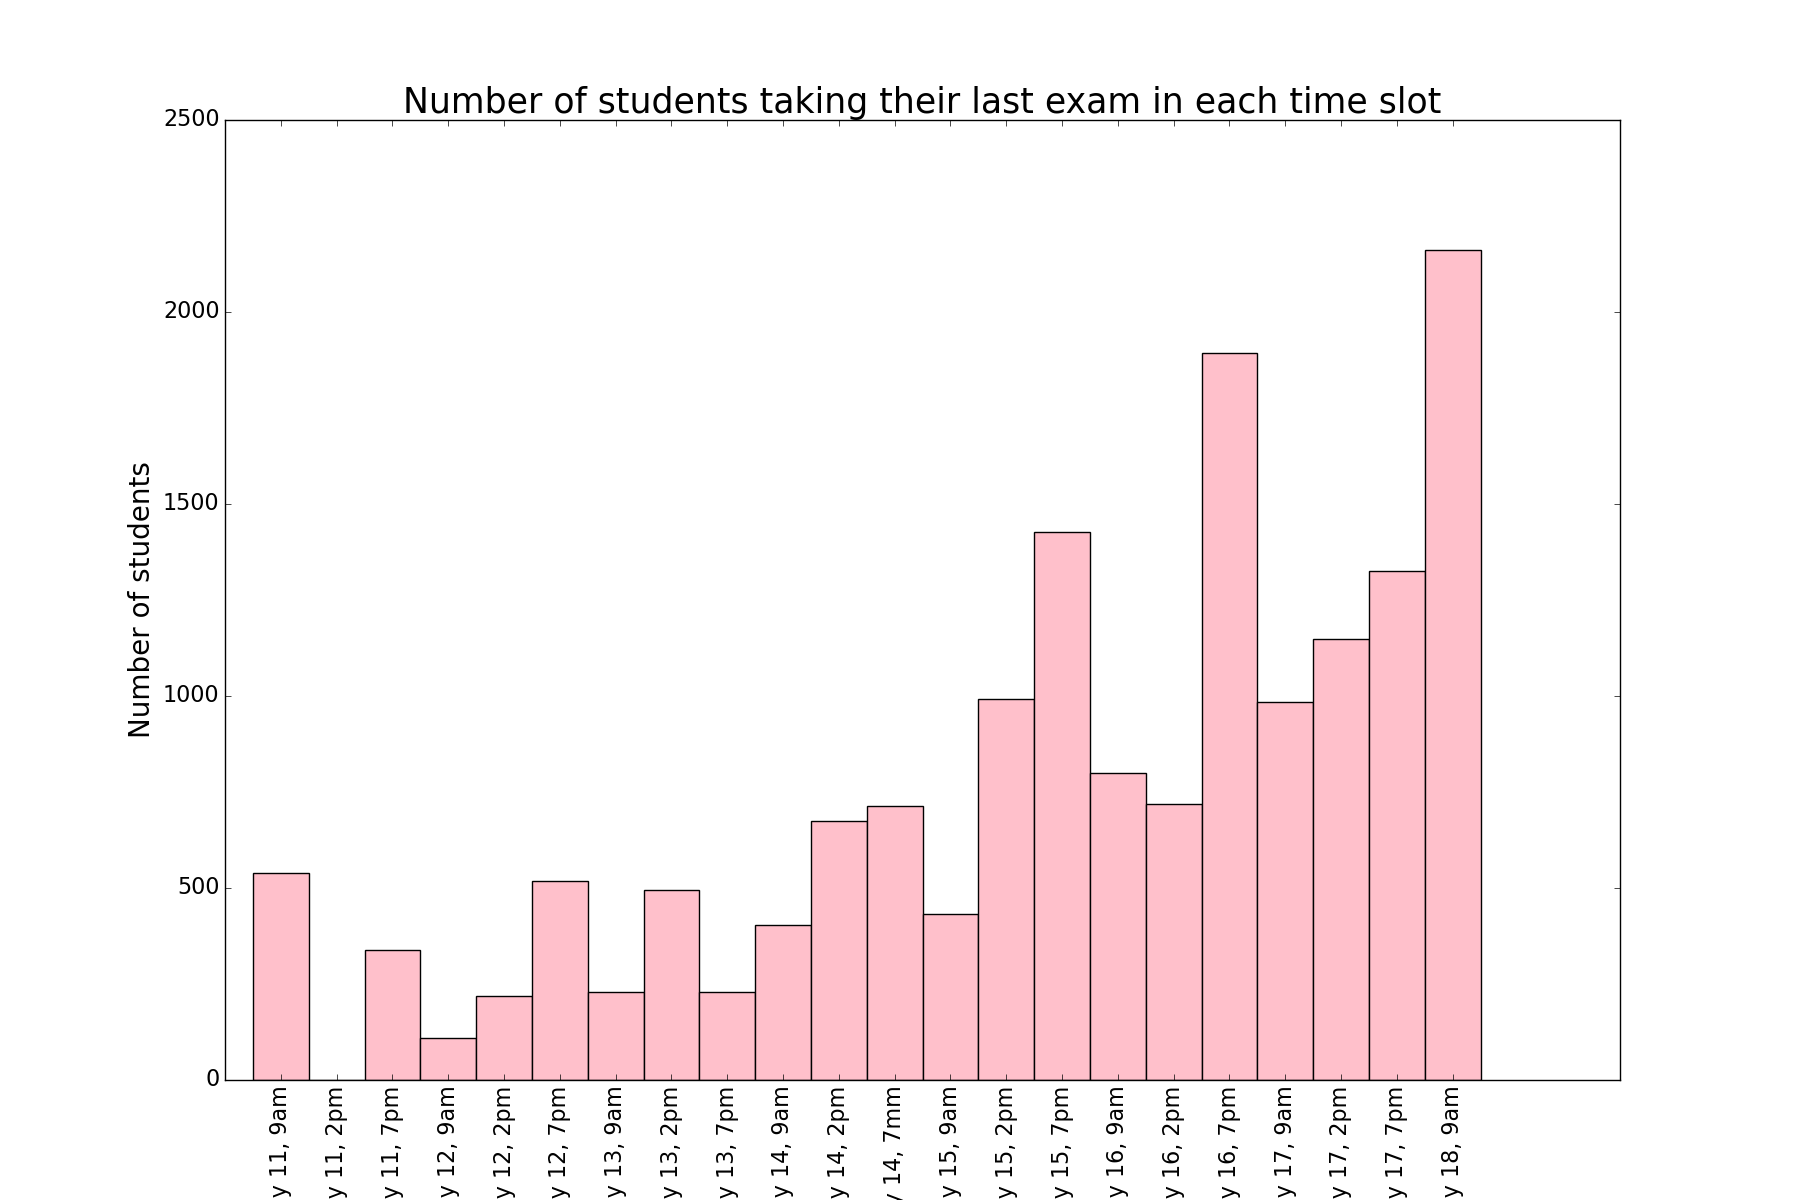 Number of students taking their last exam in each time slot
2500
2000
1500
1000
500
0
Number of students
y 11, 9am
y 11, 2pm
y 11, 7pm
y 12, 9am
y 12, 2pm
y 12, 7pm
y 13, 9am
y 13, 2pm
y 13, 7pm
y 14, 9am
y 14, 2pm
y 14, 7mm
y 15, 9am
y 15, 2pm
y 15, 7pm
y 16, 9am
y 16, 2pm
y 16, 7pm
y 17, 9am
y 17, 2pm
y 17, 7pm
y 18, 9am